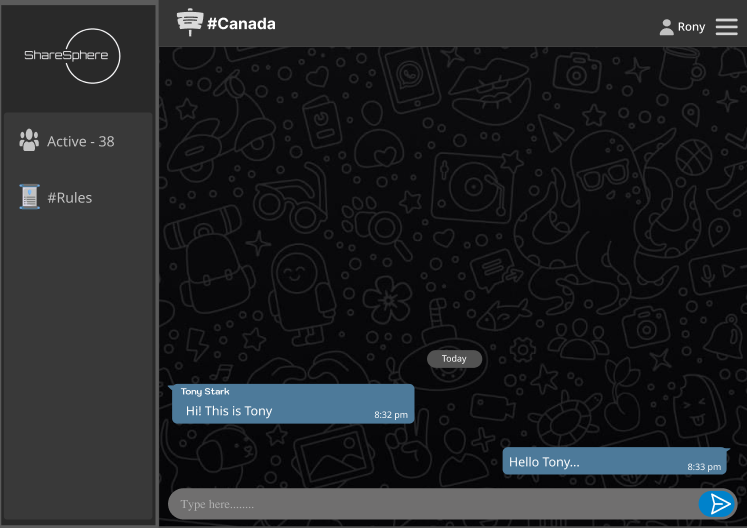 ShareSphere
#Canada
Rony
Active - 38
#Rules
Today
Tony Stark
Hi! This is Tony
8:32 pm
Hello Tony...
8:33 pm
Type here........